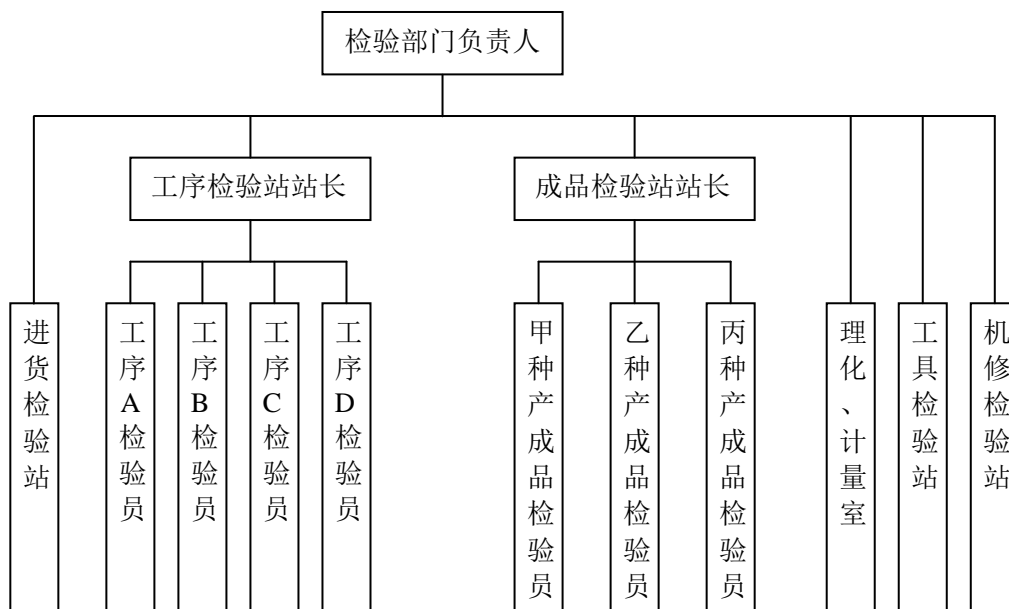 检验部门负责人
工序检验站站长
成品检验站站长
进货检验站
工序A检验员
工序B检验员
工序C检验员
工序D检验员
甲种产成品检验员
乙种产成品检验员
丙种产成品检验员
理化、计量室
工具检验站
机修检验站